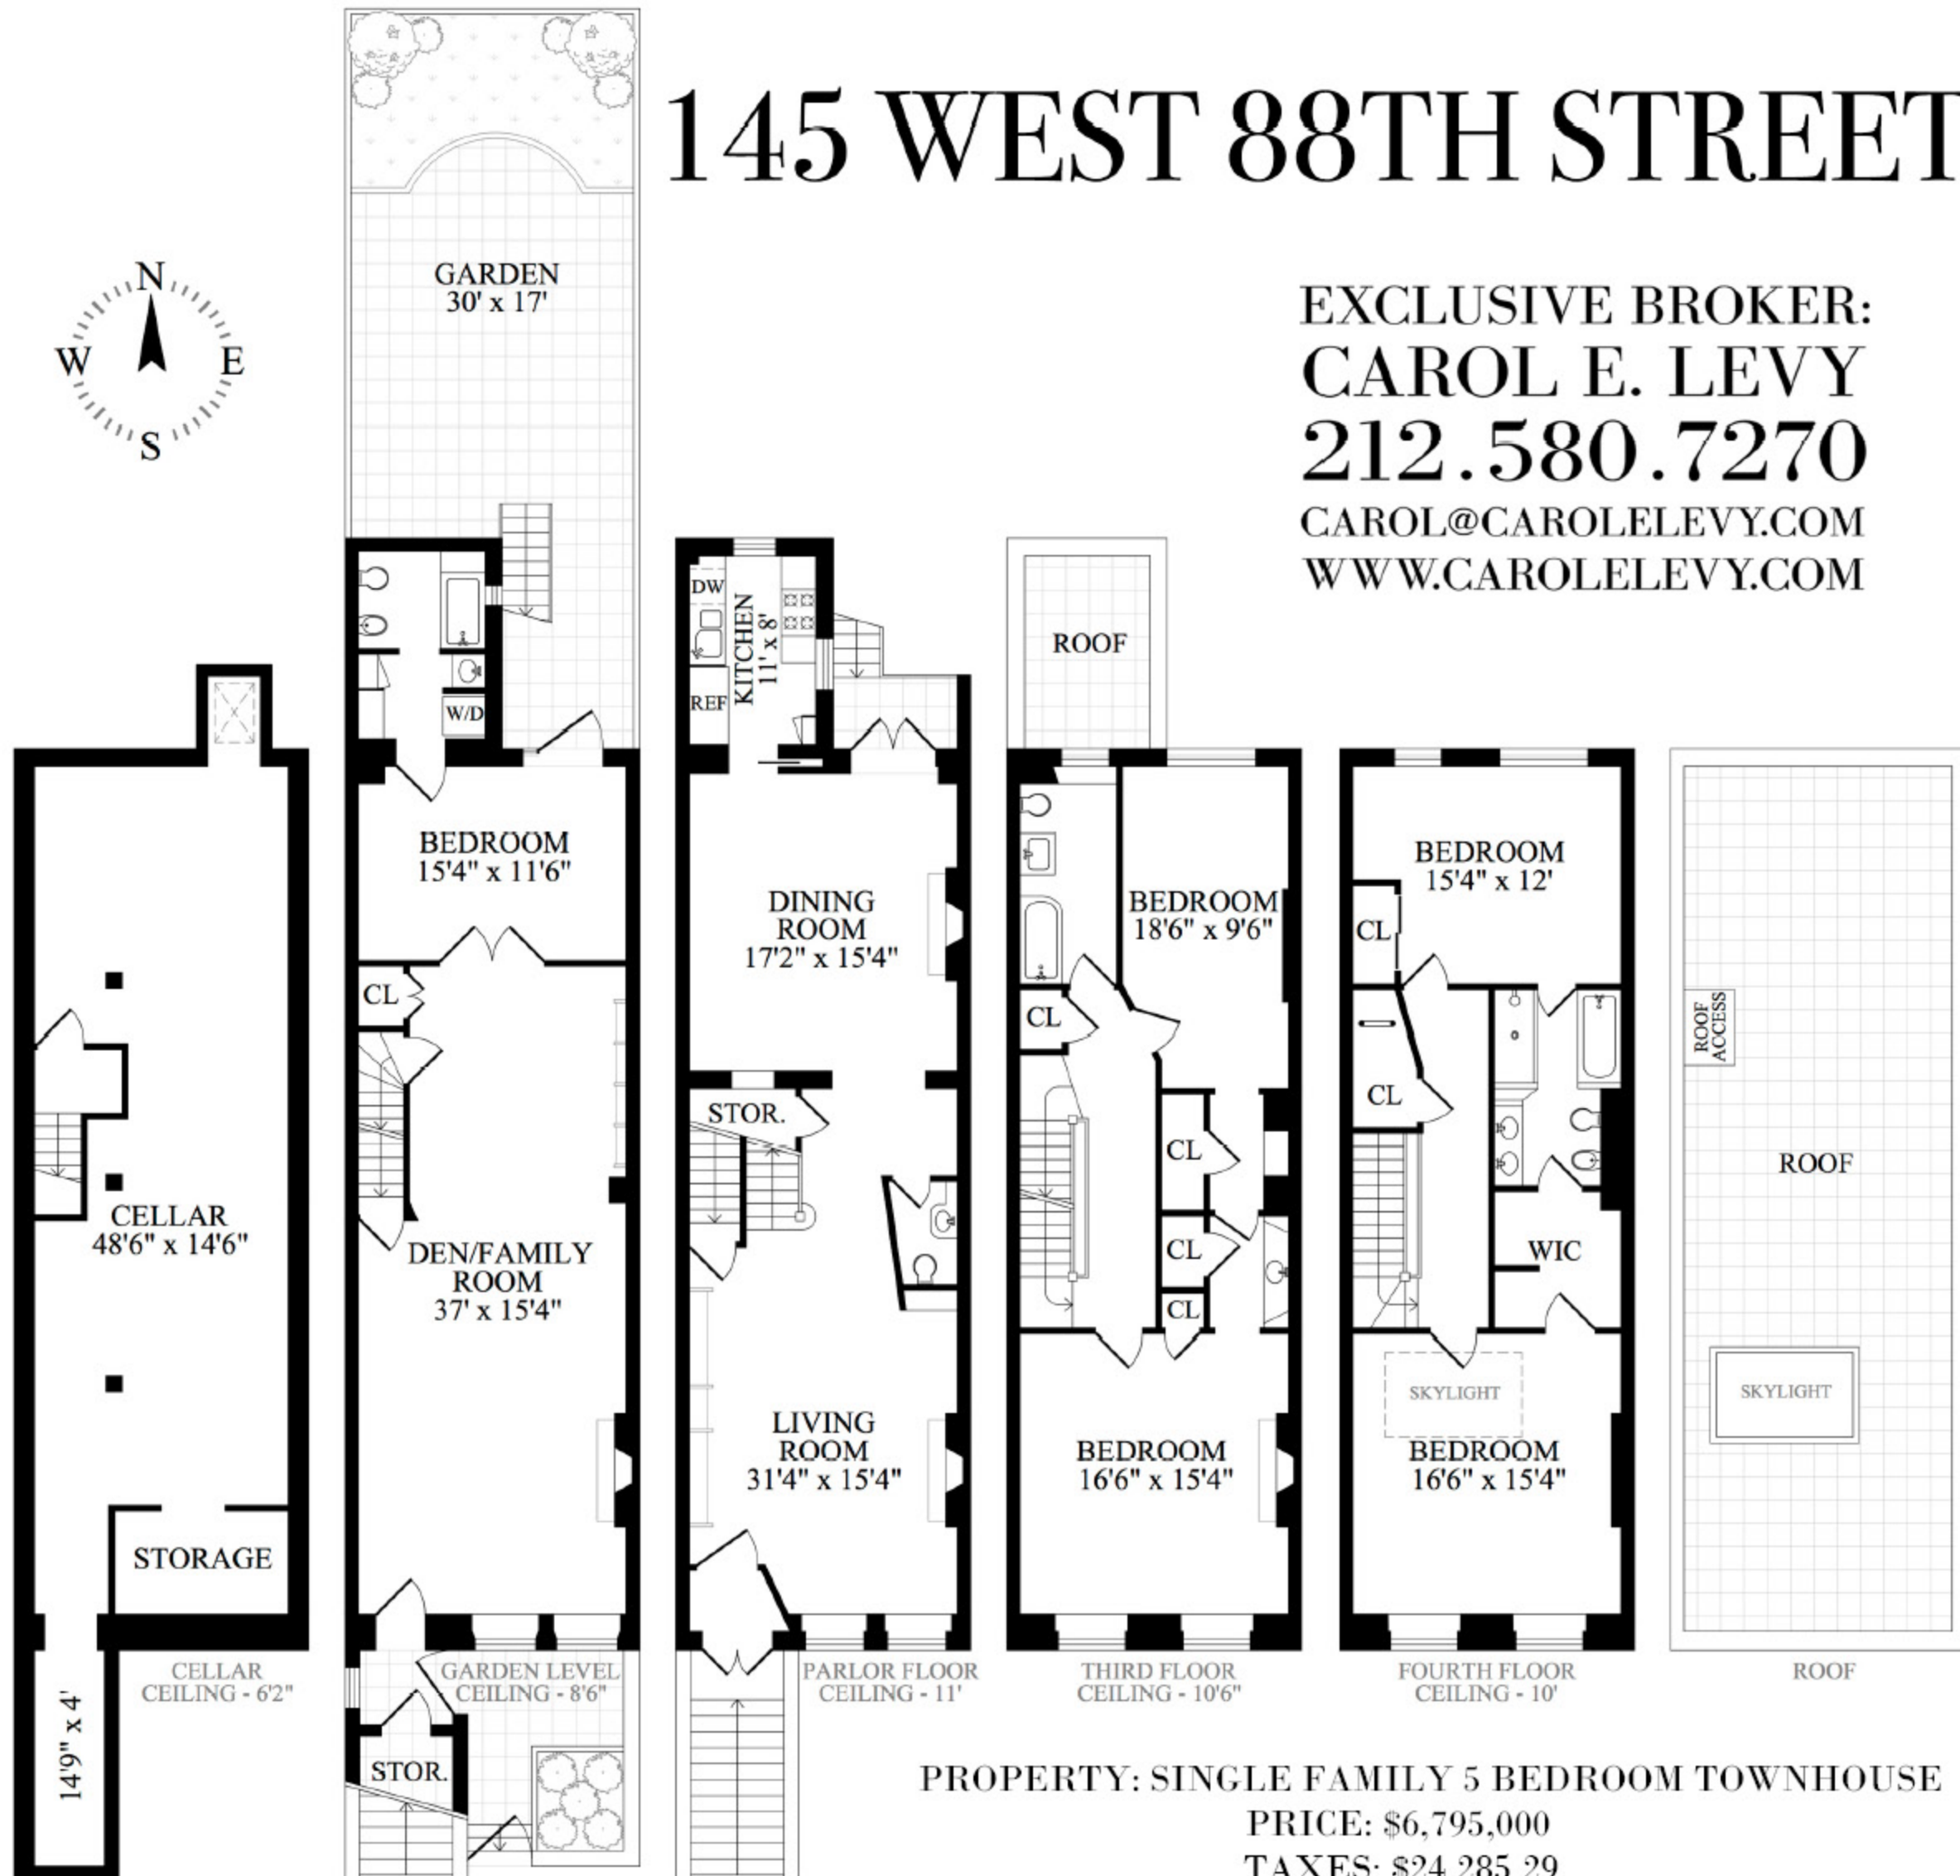 145 WEST 88TH STREET
EXCLUSIVE BROKER:
CAROL E. LEVY
212.580.7270
CAROL@CAROLELEVY.COM
WWW.CAROLELEVY.COM
N
W
E
S
CELLAR
48'6" x 14'6"
STORAGE
CELLAR
CEILING - 6'2"
14'9" x 4'
GARDEN
30' x 17'
W/D
BEDROOM
15'4" x 11'6"
CL
DEN/FAMILY
ROOM
37' x 15'4"
GARDEN LEVEL
CEILING - 8'6"
STOR.
DW
KITCHEN
11' x 8'
REF
DINING
ROOM
17'2" x 15'4"
STOR.
LIVING
ROOM
31'4" x 15'4"
PARLOR FLOOR
CEILING - 11'
ROOF
BEDROOM
18'6" x 9'6"
CL
CL
CL
CL
BEDROOM
16'6" x 15'4"
THIRD FLOOR
CEILING - 10'6"
BEDROOM
15'4" x 12'
CL
CL
WIC
SKYLIGHT
BEDROOM
16'6" x 15'4"
FOURTH FLOOR
CEILING - 10'
ROOF
ACCESS
ROOF
SKYLIGHT
ROOF
PROPERTY: SINGLE FAMILY 5 BEDROOM TOWNHOUSE
PRICE: $6,795,000
TAXES: $24,285.29